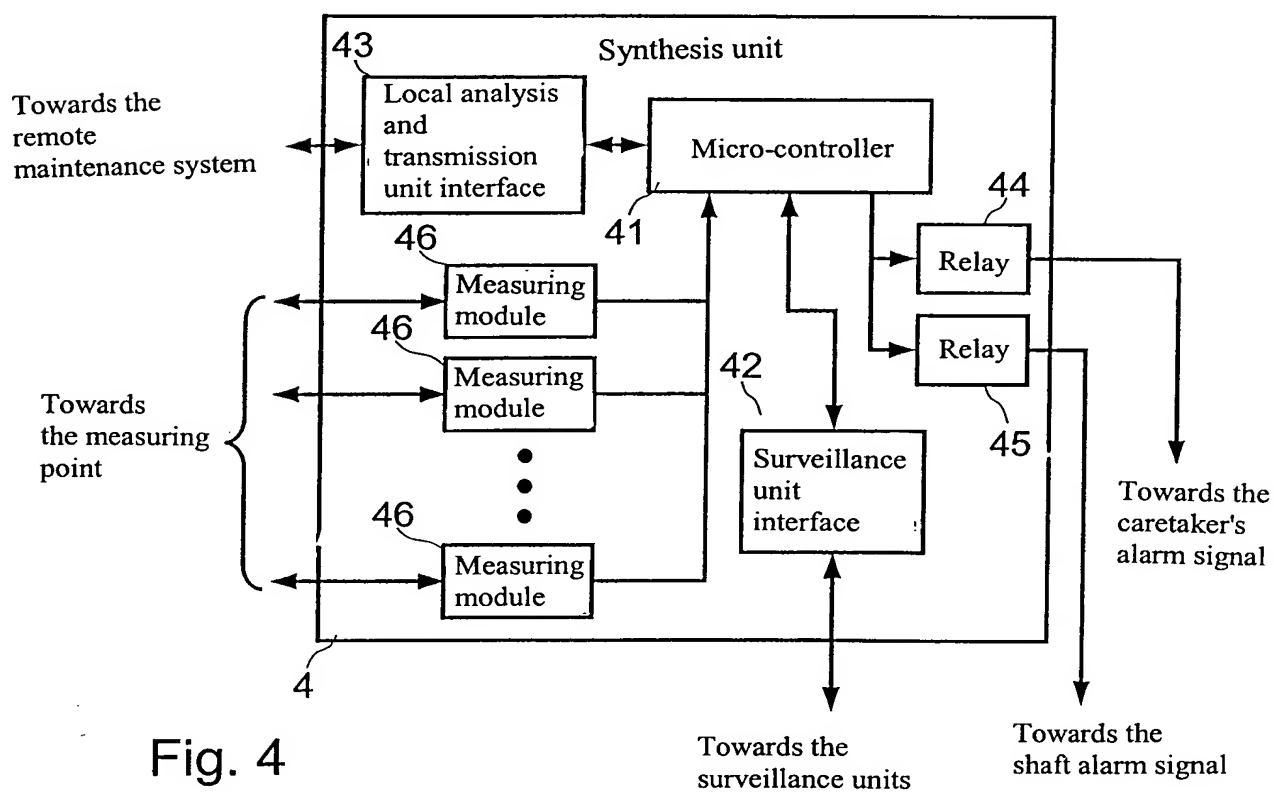 Synthesis unit
43
Local analysis
and
transmission
unit interface
Towards the
remote
maintenance system
Micro-controller
41
44
Relay
46
Measuring
module
46
Measuring
module
Relay
45
42
Towards
the measuring
point
Surveillance
unit
interface
46
Measuring
module
Towards the
caretaker's
alarm signal
4
Towards the
surveillance units
Towards the
shaft alarm signal
Fig. 4